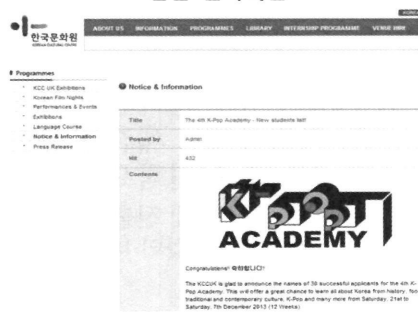 한국문화원
KOREAN CULTURAL CENTRE
ABOUT US INFORMATION PROGRAMMES LIBRARY INTERNSHIP PROGRAMME VENUE HIRE
Programmes
KCC UK Exhibitions
Korean Film Nights
Performances & Events
Exhibitions
Language Course
Notice & Information
Press Release
Notice & Information
Title The 4th K-Pop Academy - New students list!
Posted by Admin
Hit 432
Contents
K-POP
ACADEMY
Congratulations! 축하합니다!
The KCCUK is glad to announce the names of 30 successful applicants for the 4th K-
Pop Academy. This will offer a great chance to learn all about Korea from history,
traditional and contemporary culture, K-Pop and many more from Saturday, 21st to
Saturday, 7th December 2013 (12 Weeks)